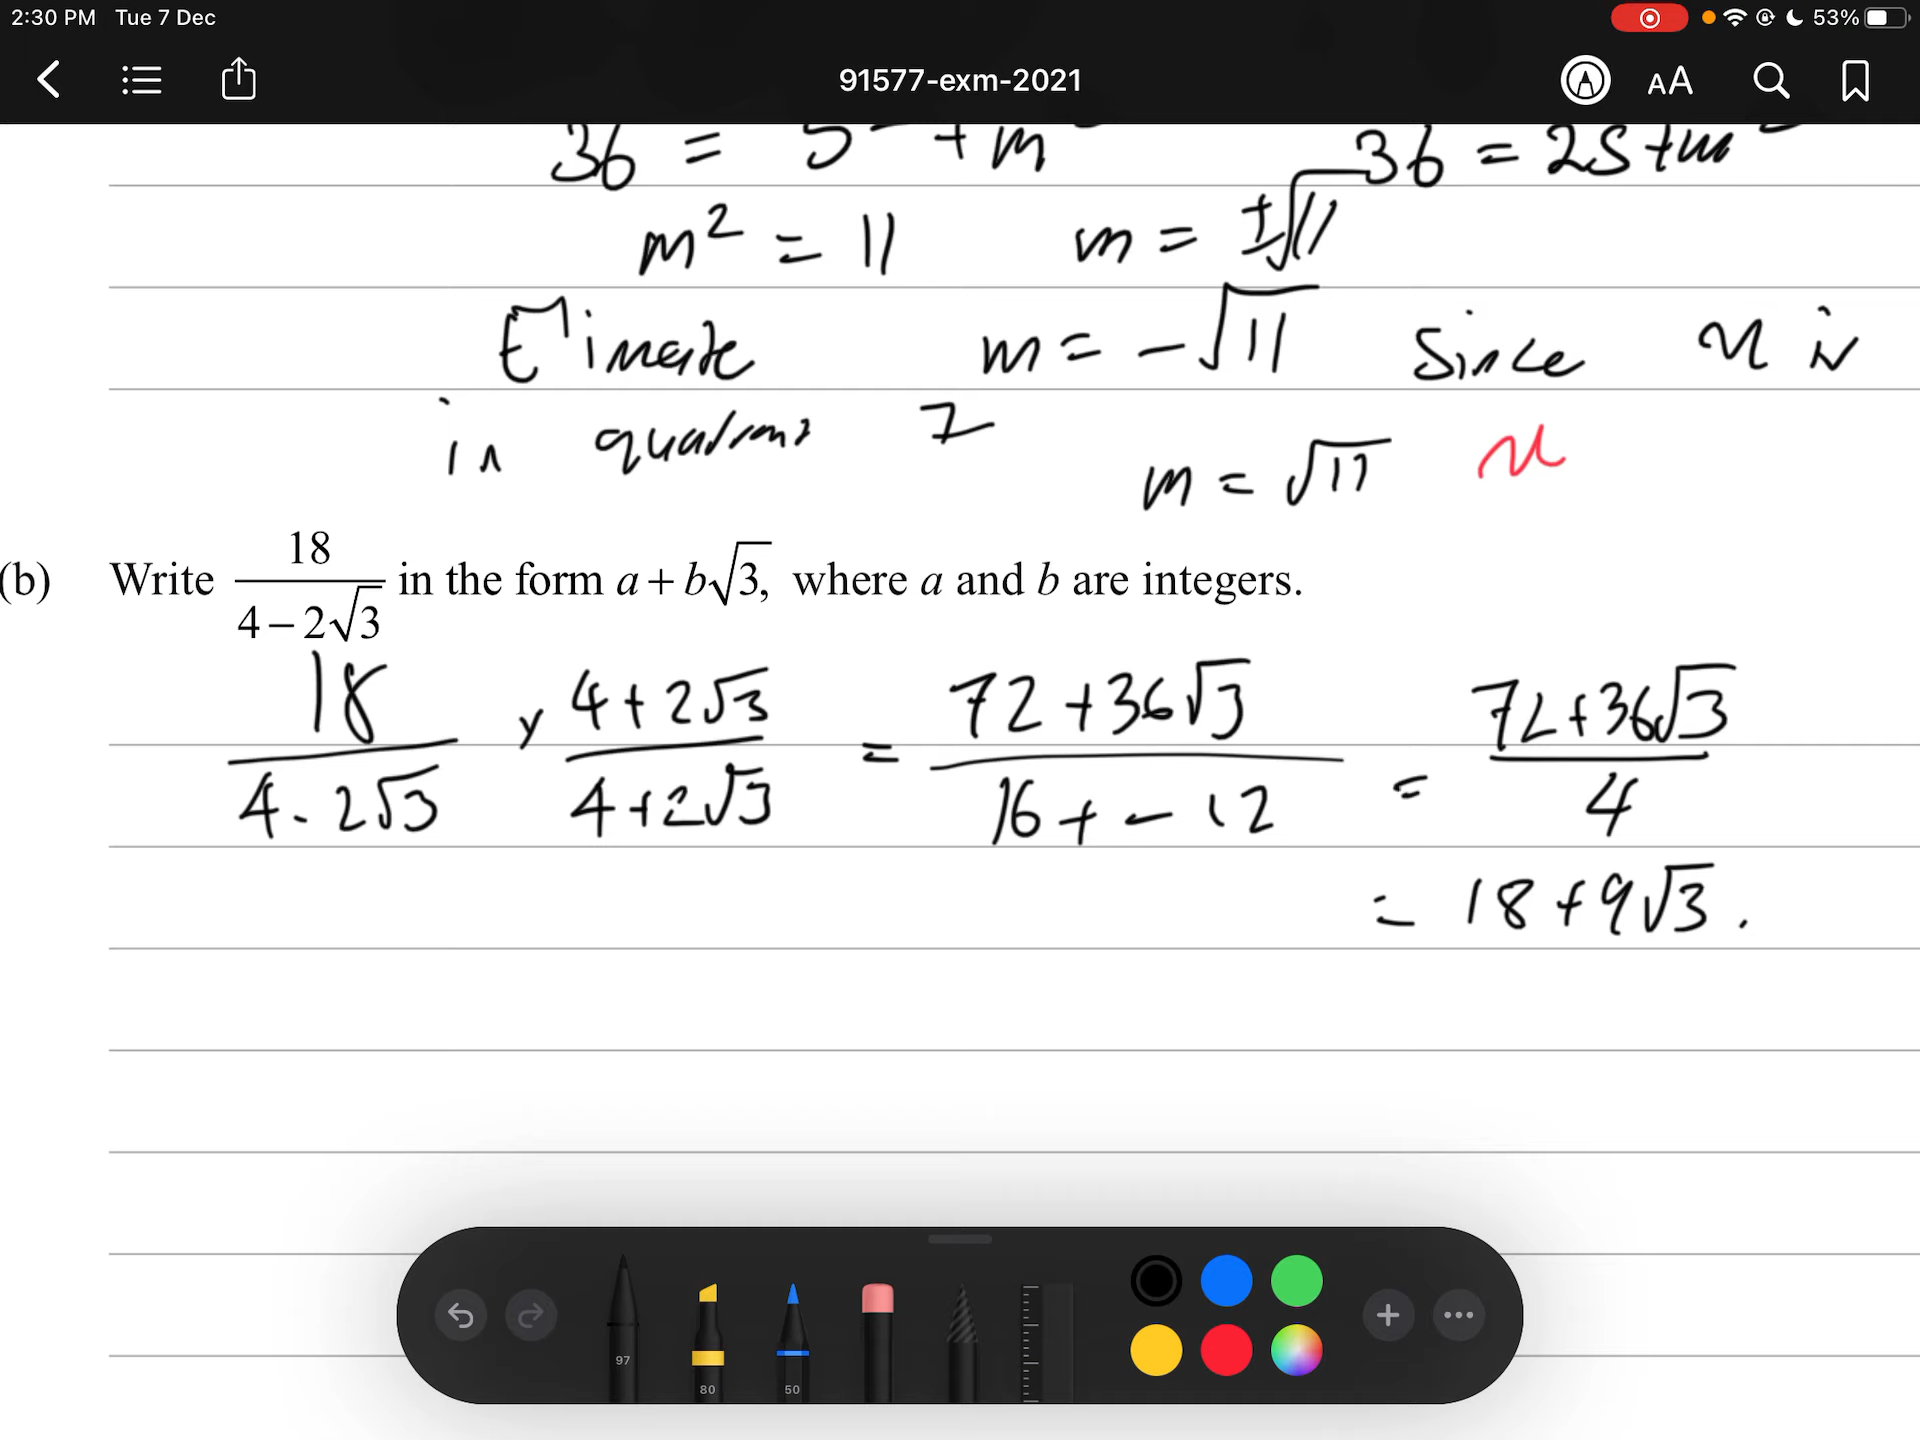 2:30 PM Tue 7 Dec 53%
91577-exm-2021
AA
36 = 5² + m² 36 = 25 + m²
m² = 11 m = ±√11
m = -√11 since u is
in quadrant
m = √11 u
(b) Write 18/(4 – 2√3) in the form a + b√3, where a and b are integers.
18/(4 - 2√3) × (4 + 2√3)/(4 + 2√3) = (72 + 36√3)/(16 + - 12) = (72 + 36√3)/4
= 18 + 9√3.
97
80
50